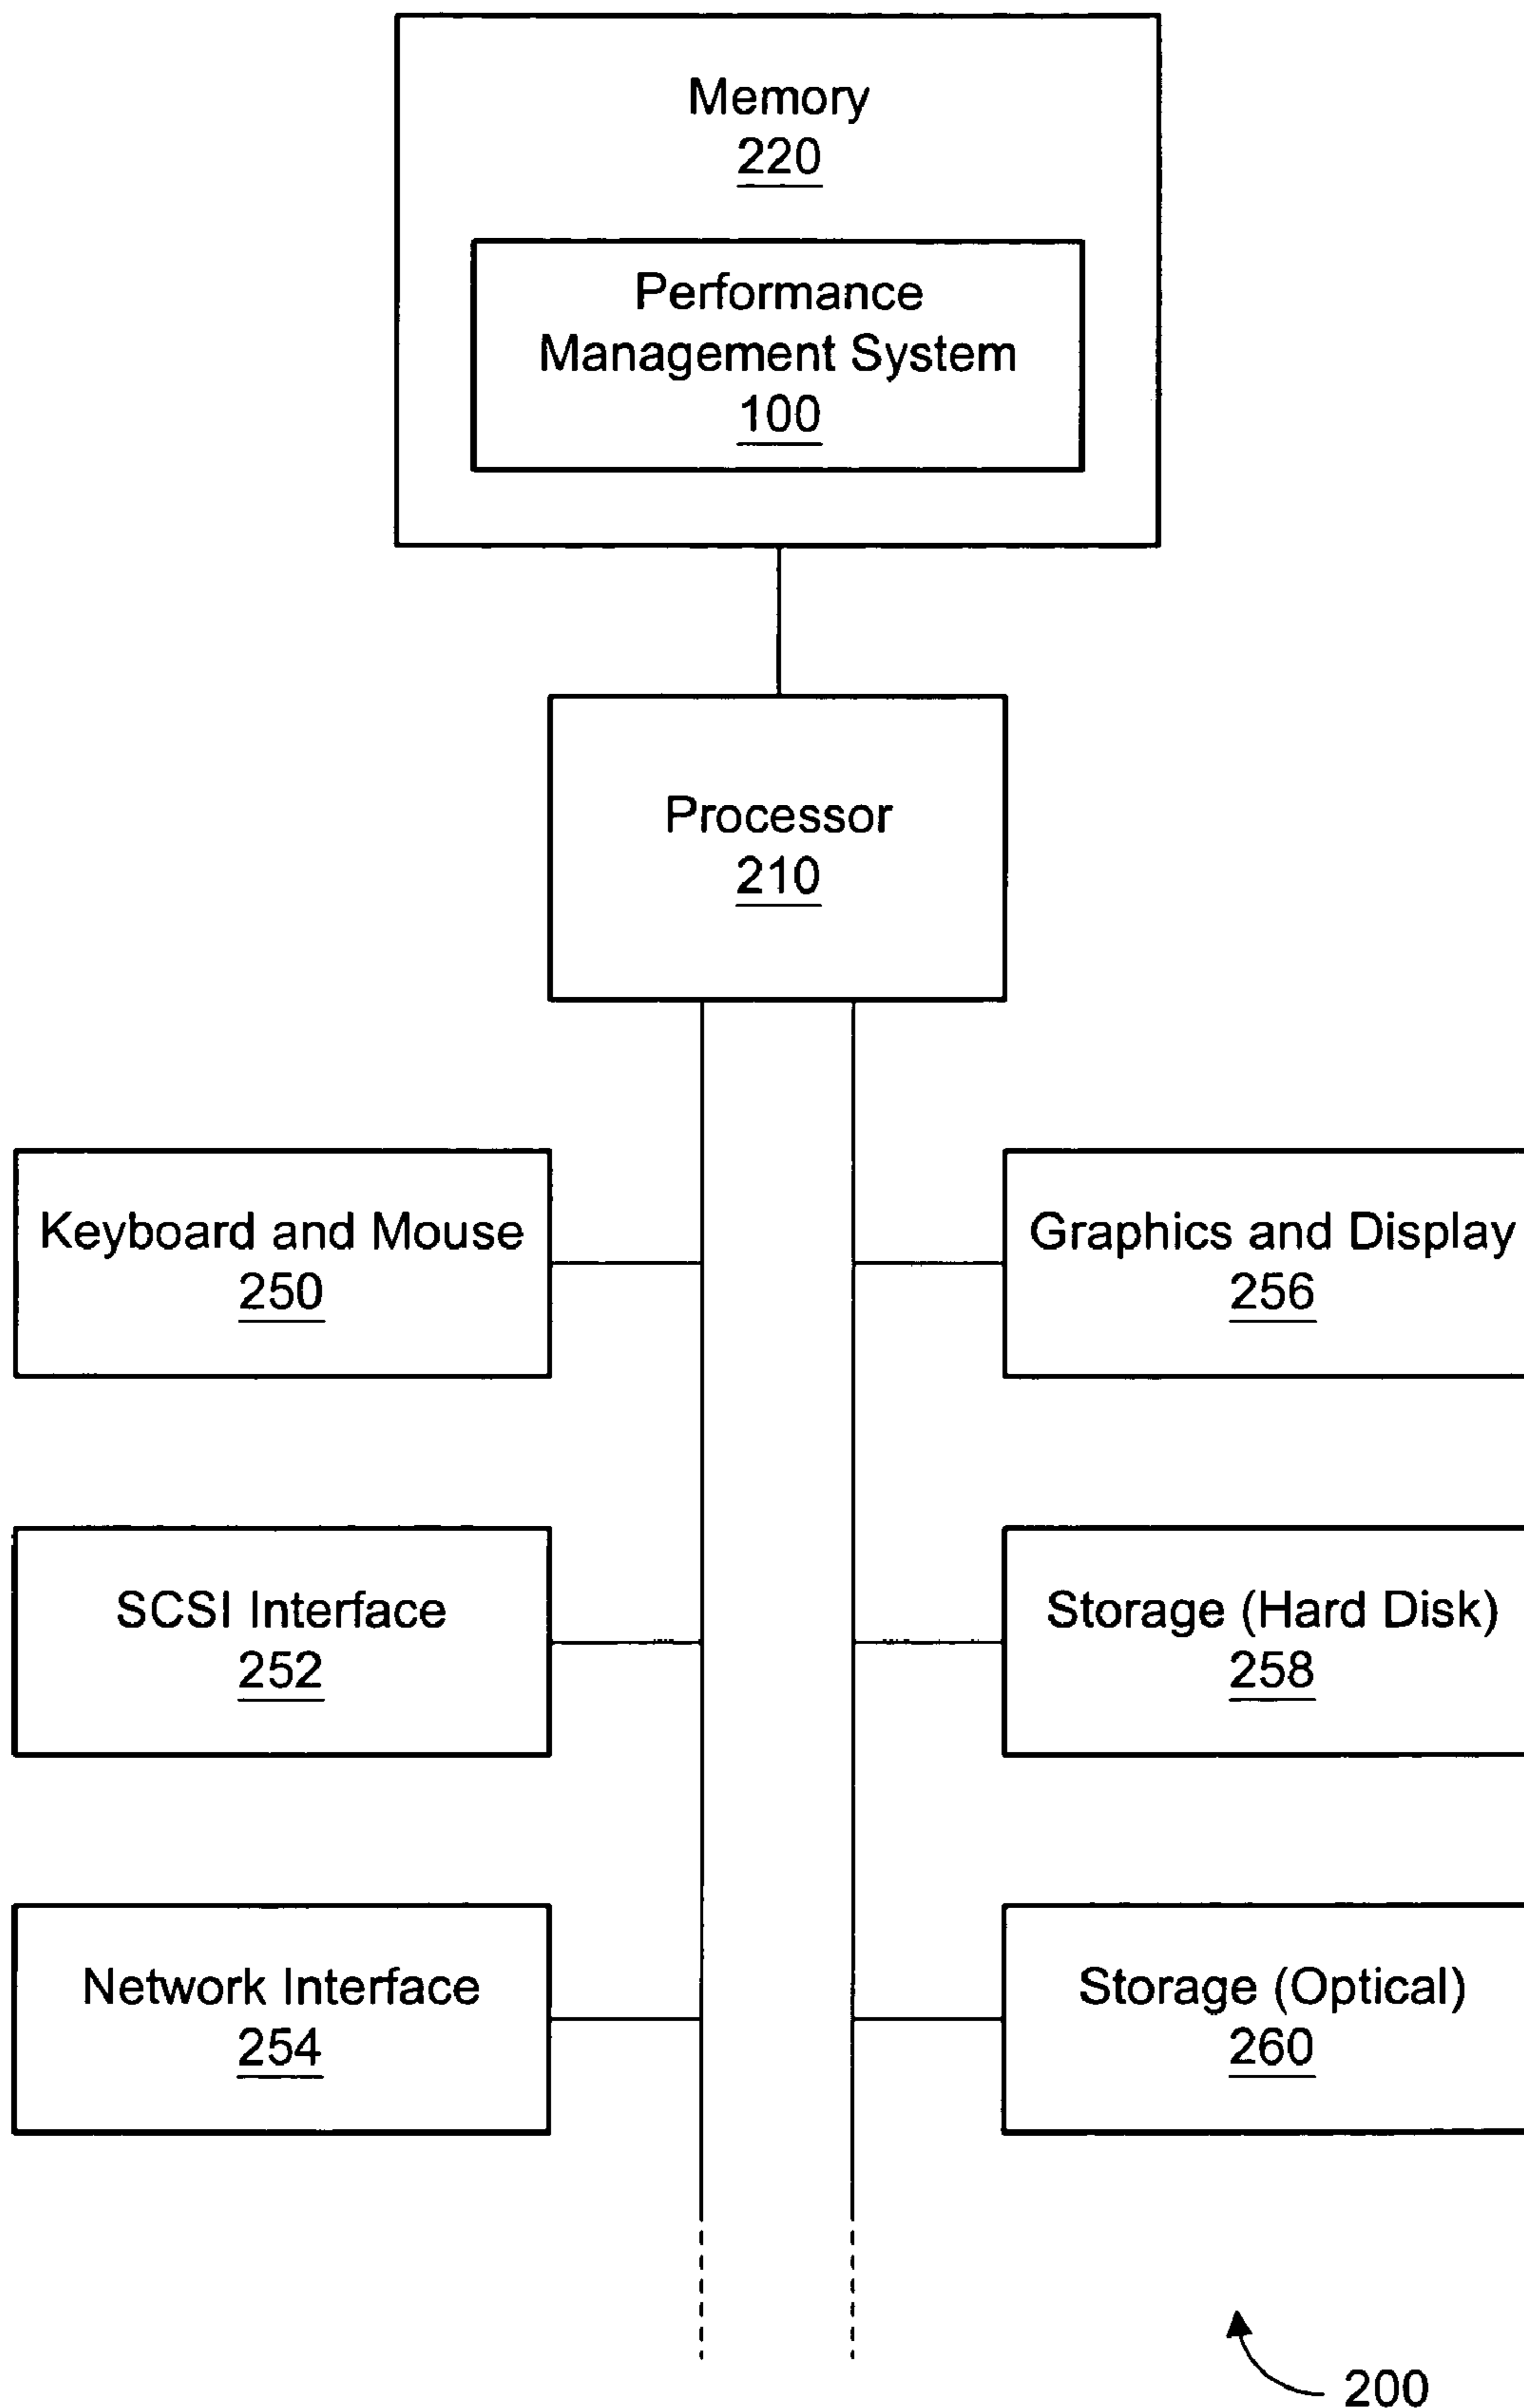 Memory
220
Performance
Management System
100
Processor
210
Keyboard and Mouse
250
Graphics and Display
256
SCSI Interface
252
Storage (Hard Disk)
258
Network Interface
254
Storage (Optical)
260
200